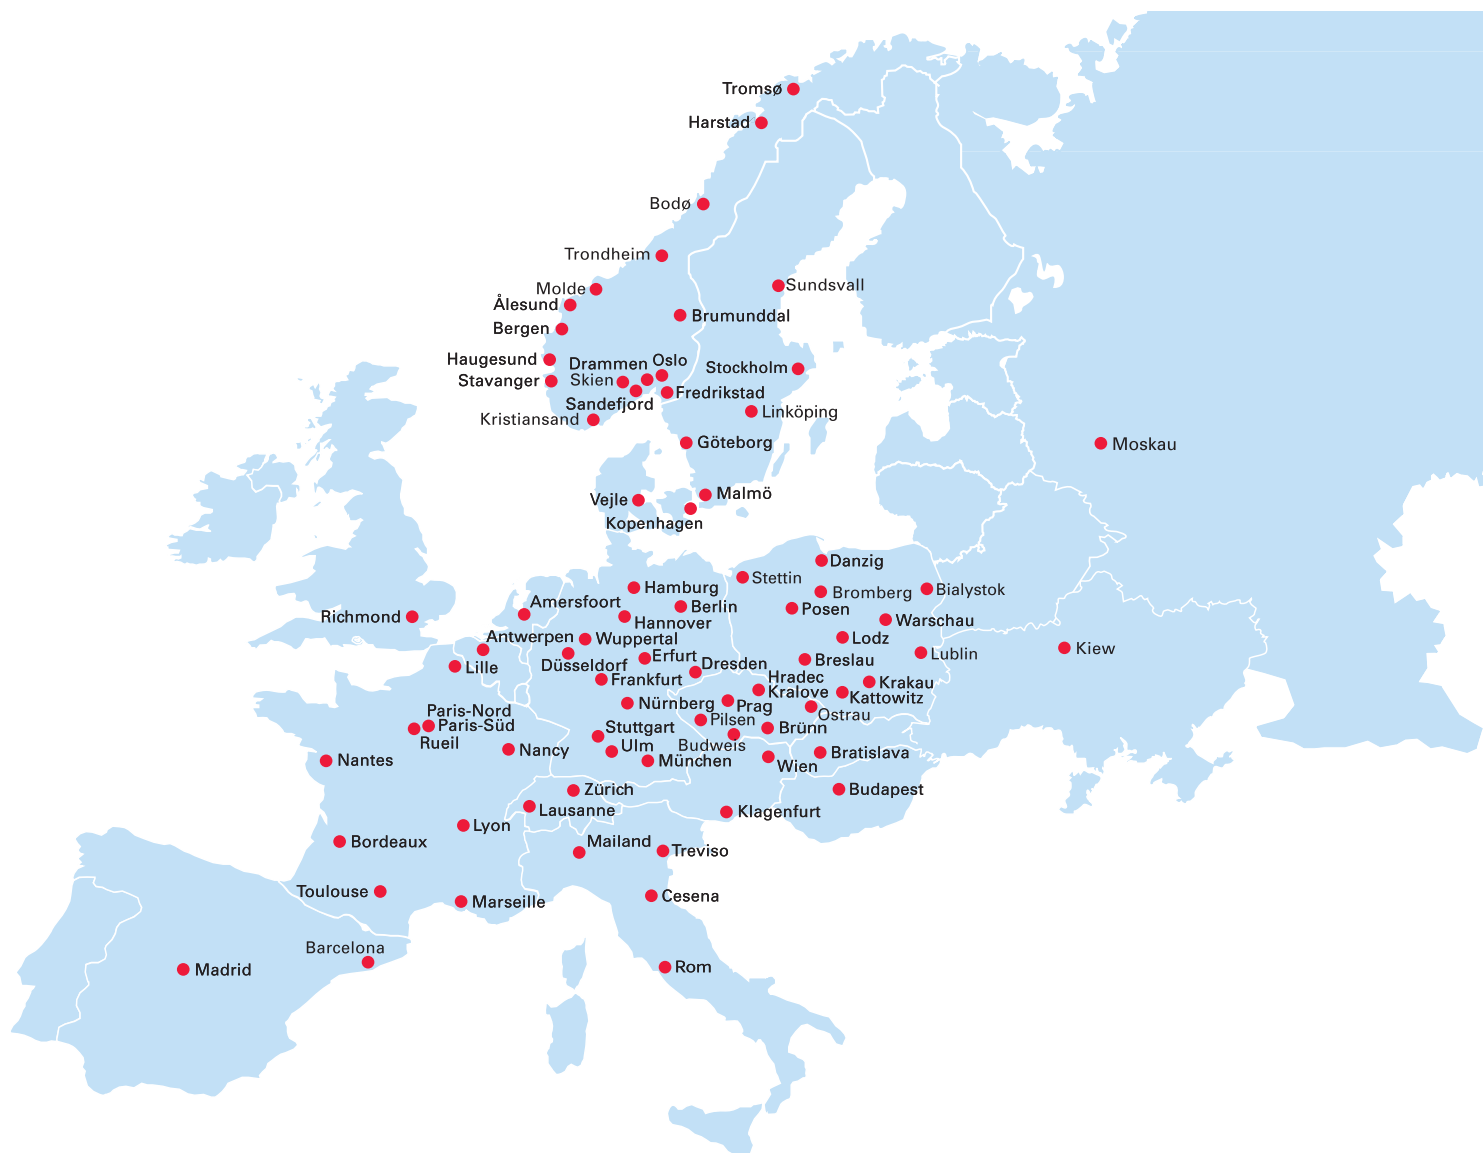 Tromsø
Harstad
Bodø
Trondheim
Sundsvall
Molde
Ålesund
Brumunddal
Bergen
Haugesund
Drammen
Oslo
Stockholm
Stavanger
Skien
Fredrikstad
Sandefjord
Linköping
Kristiansand
Göteborg
Moskau
Malmö
Vejle
Kopenhagen
Danzig
Stettin
Hamburg
Bialystok
Bromberg
Amersfoort
Berlin
Posen
Richmond
Hannover
Warschau
Antwerpen
Wuppertal
Lodz
Kiew
Lublin
Erfurt
Breslau
Düsseldorf
Dresden
Lille
Frankfurt
Hradec
Kralove
Krakau
Kattowitz
Nürnberg
Prag
Paris-Nord
Ostrau
Pilsen
Paris-Süd
Stuttgart
Brünn
Rueil
Budweis
Ulm
Nancy
Bratislava
Nantes
München
Wien
Zürich
Budapest
Lausanne
Klagenfurt
Lyon
Bordeaux
Mailand
Treviso
Toulouse
Cesena
Marseille
Barcelona
Rom
Madrid